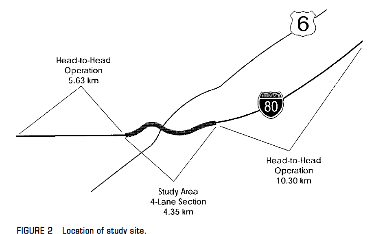 6
Head-to-Head
Operation
5.63 km
80
Head-to-Head
Operation
10.30 km
Study Area
4-Lane Section
4.35 km
FIGURE 2 Location of study site.